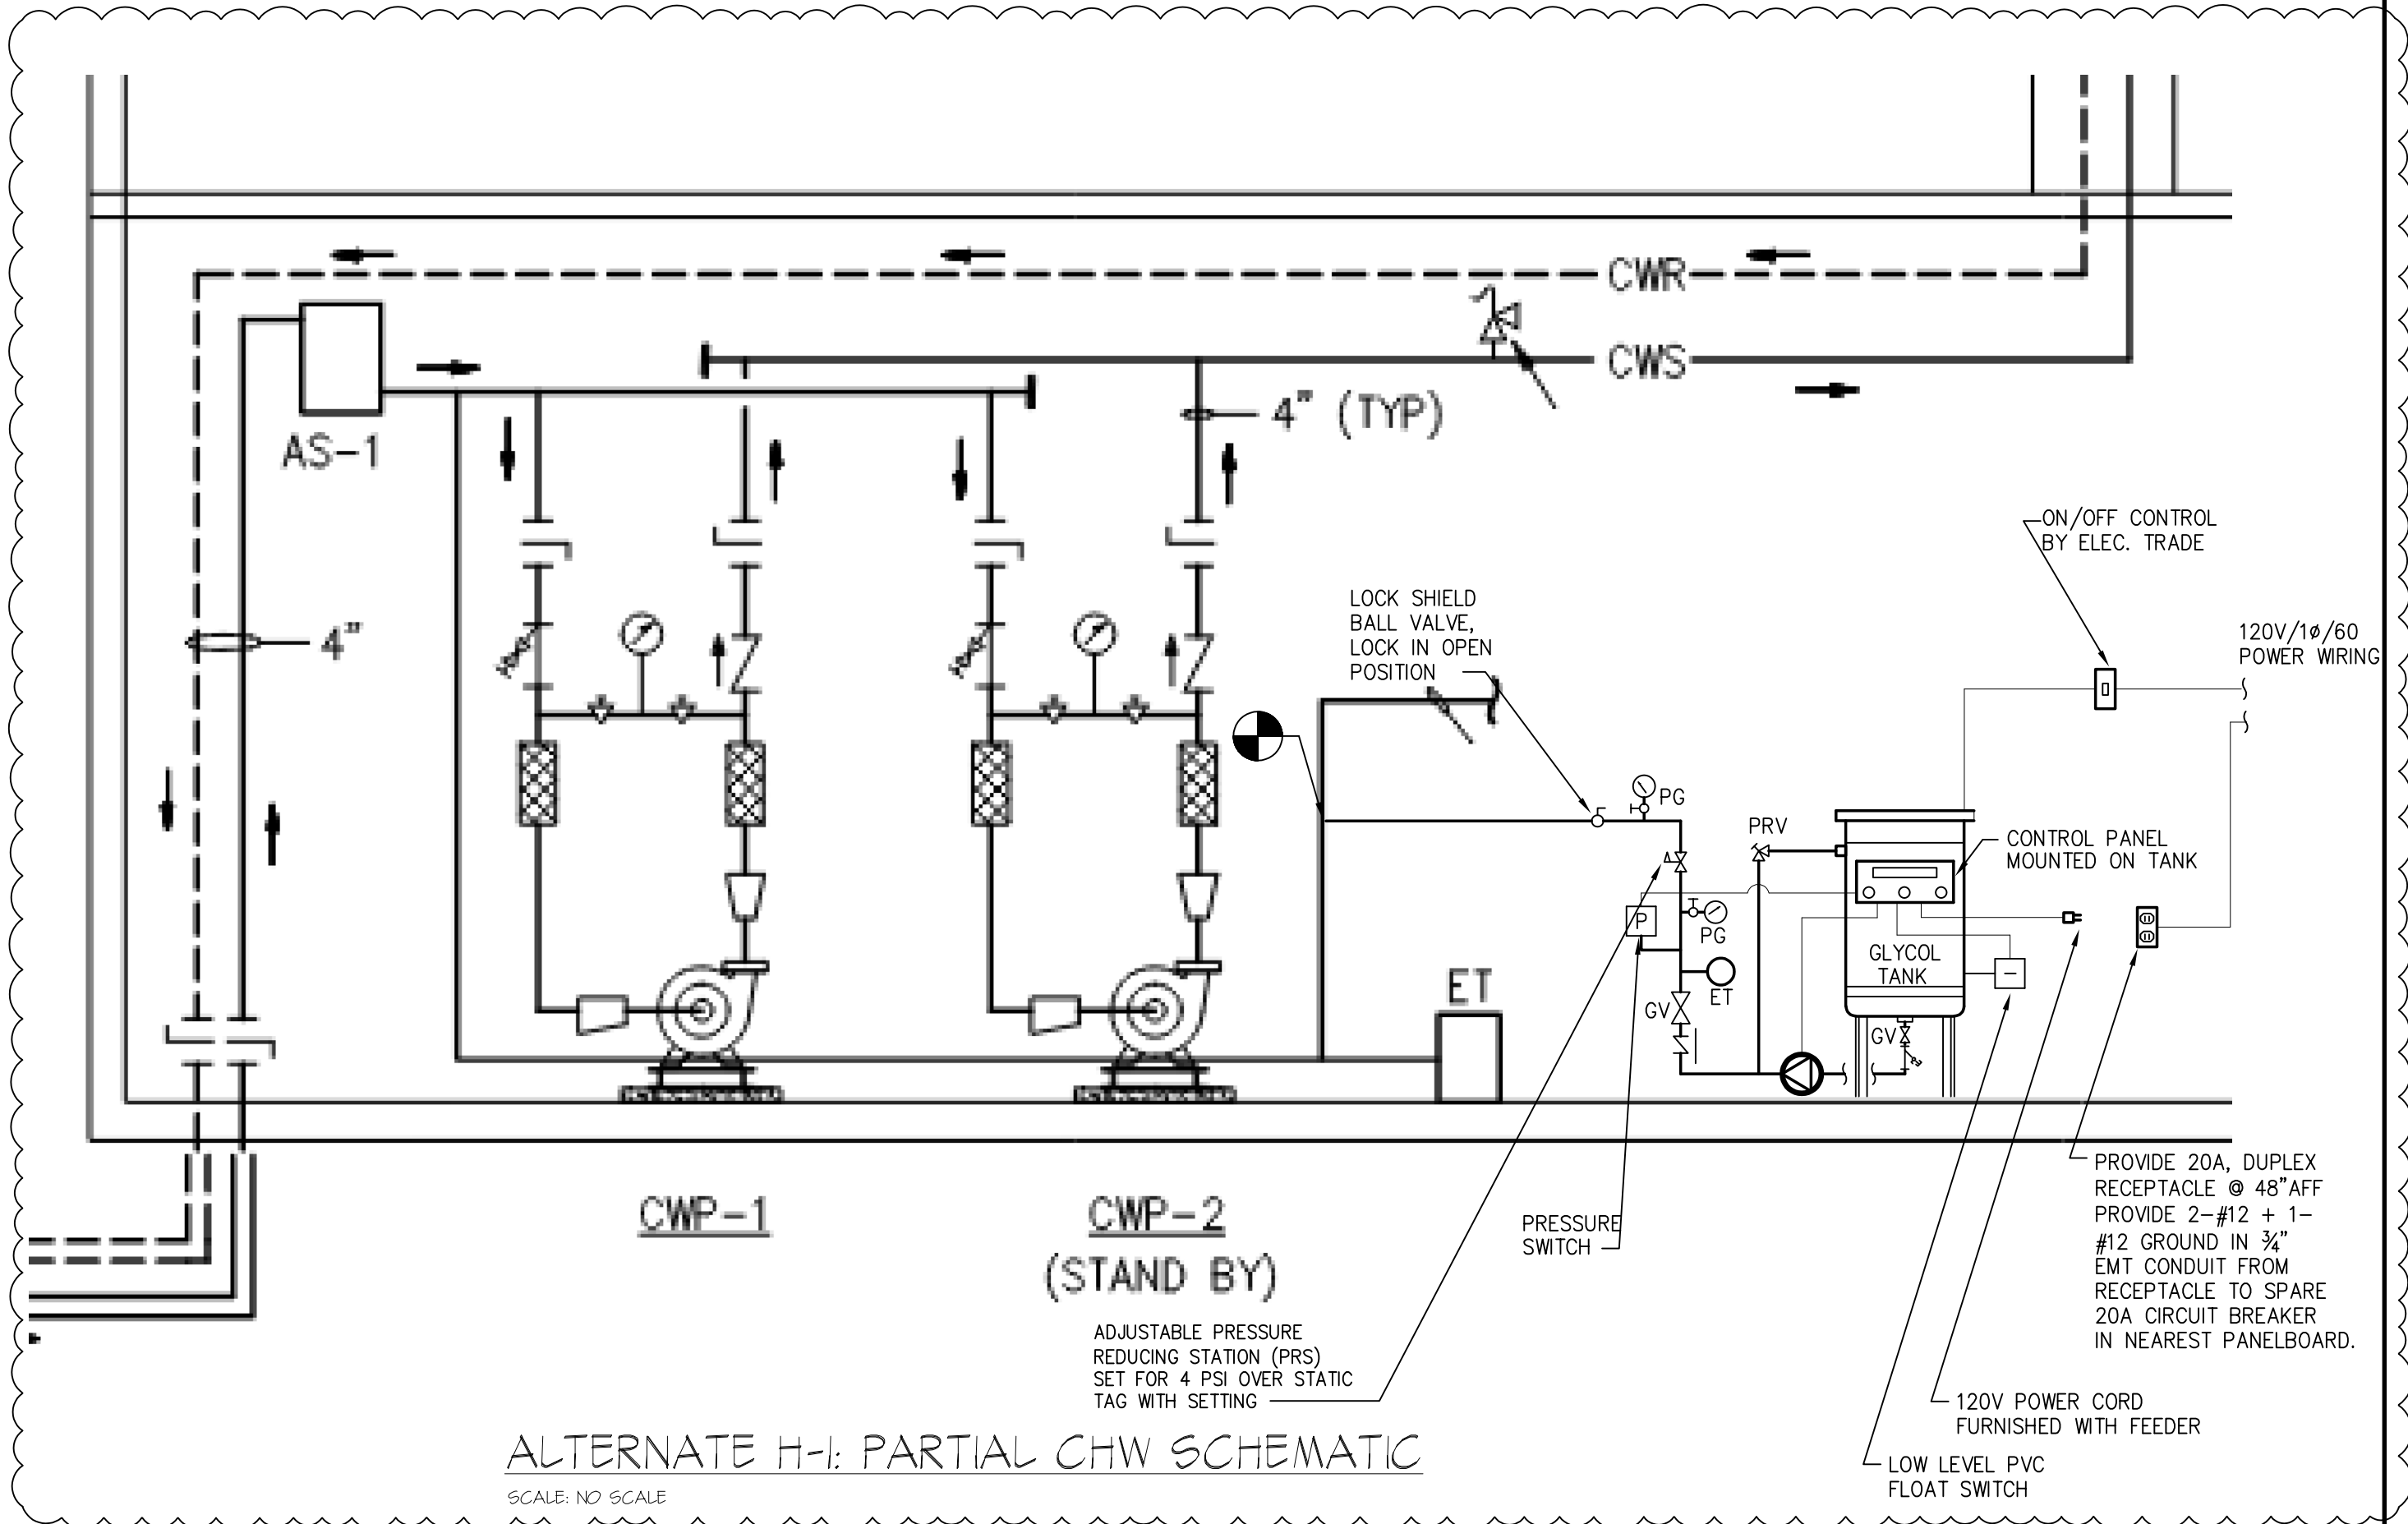 CWR
CWS
AS-1
4" (TYP)
4"
ON/OFF CONTROL
BY ELEC. TRADE
LOCK SHIELD
BALL VALVE,
LOCK IN OPEN
POSITION
120V/1ø/60
POWER WIRING
PG
PRV
CONTROL PANEL
MOUNTED ON TANK
P
PG
GLYCOL
TANK
ET
ET
GV
GV
CWP-1
CWP-2
(STAND BY)
PRESSURE
SWITCH
PROVIDE 20A, DUPLEX
RECEPTACLE @ 48"AFF
PROVIDE 2-#12 + 1-
#12 GROUND IN ¾"
EMT CONDUIT FROM
RECEPTACLE TO SPARE
20A CIRCUIT BREAKER
IN NEAREST PANELBOARD.
ADJUSTABLE PRESSURE
REDUCING STATION (PRS)
SET FOR 4 PSI OVER STATIC
TAG WITH SETTING
120V POWER CORD
FURNISHED WITH FEEDER
LOW LEVEL PVC
FLOAT SWITCH
ALTERNATE H-1: PARTIAL CHW SCHEMATIC
SCALE: NO SCALE